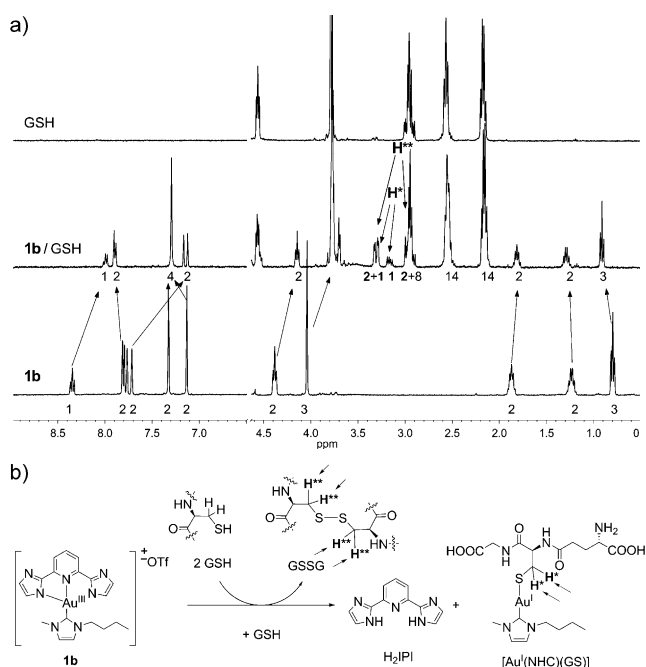 a)
GSH
H**
H*
1b / GSH
1 2 4 2 2 2+1 1 2+8 14 14 2 2 3
1b
1 2 2 2 2 2 3 2 2 3
8.5 8.0 7.5 7.0 4.5 4.0 3.5 3.0 2.5 2.0 1.5 1.0 0
ppm
b)
HN H H
O SH
2 GSH
HN H** H**
O S S O
H** H** HN
GSSG
+ GSH
N N N N N
Au III
N N
+
−OTf
1b
N N N
NH HN
H₂IPI
+
HOOC N H O H N O NH₂ COOH
S H* H*
Au I
N N
[Auᴵ(NHC)(GS)]